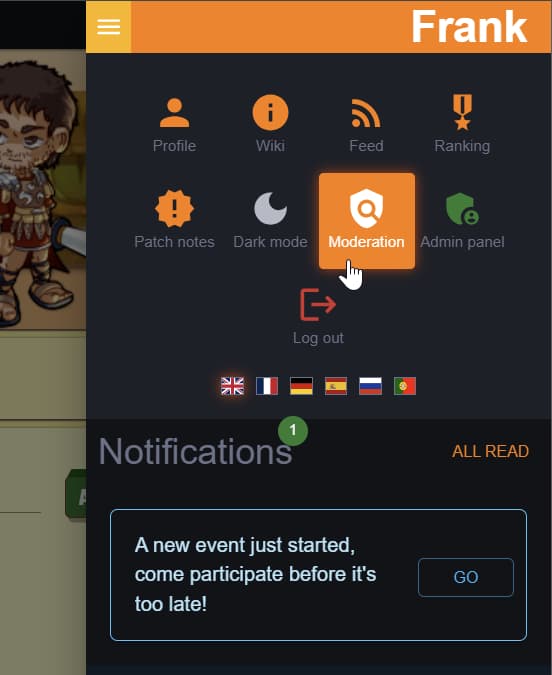 Frank
Profile
Wiki
Feed
Ranking
Patch notes
Dark mode
Moderation
Admin panel
Log out
Notifications
1
ALL READ
A new event just started,
come participate before it's
too late!
GO